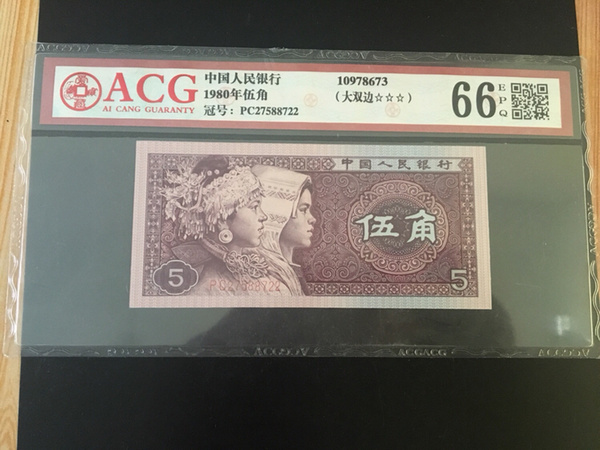 ACG
AI CANG GUARANTY
中国人民银行
1980年伍角
冠号: PC27588722
10978673
(大双边☆☆☆)
66
EPQ
中国人民银行
伍角
5
5
ACGACG